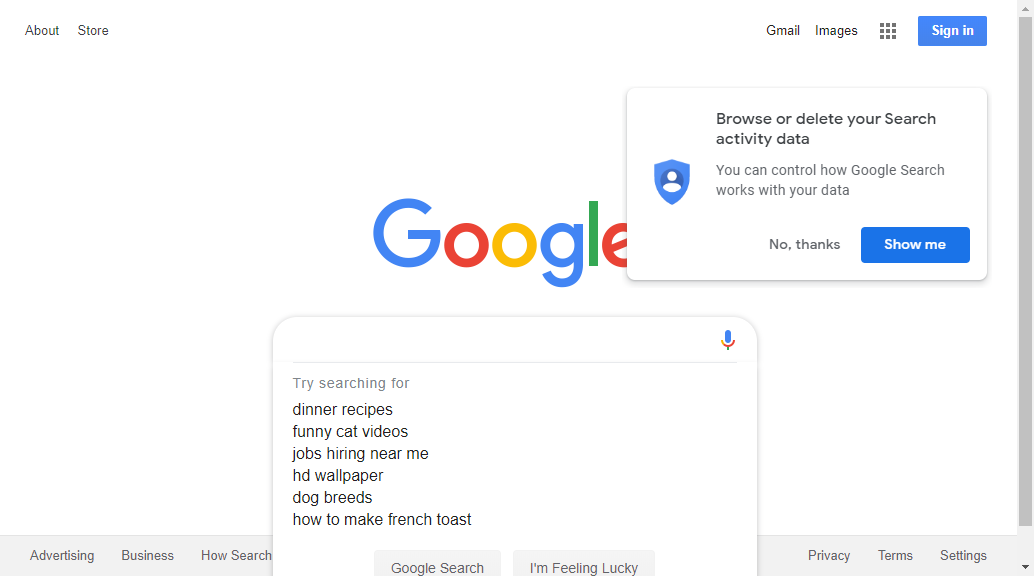 About Store
Gmail Images Sign in
Browse or delete your Search
activity data
You can control how Google Search
works with your data
No, thanks Show me
Google
Try searching for
dinner recipes
funny cat videos
jobs hiring near me
hd wallpaper
dog breeds
how to make french toast
Google Search I'm Feeling Lucky
Advertising Business How Search
Privacy Terms Settings